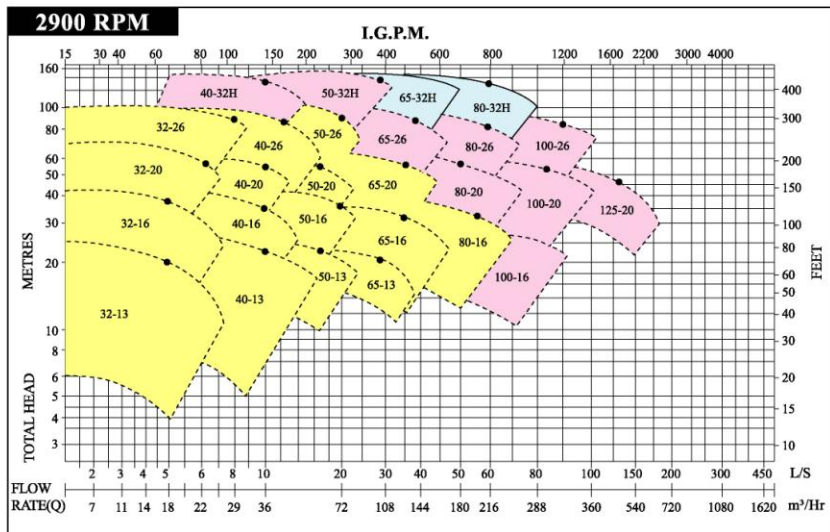 2900 RPM
I.G.P.M.
15 30 40 60 80 100 150 200 300 400 600 800 1200 1600 2200 3000 4000
160
100
80
60
50
40
30
20
10
8
6
5
4
3
METRES
TOTAL HEAD
400
300
200
150
100
80
60
50
40
30
20
15
10
FEET
40-32H 50-32H 65-32H 80-32H
32-26 40-26 50-26 65-26 80-26 100-26
32-20 40-20 50-20 65-20 80-20 100-20 125-20
32-16 40-16 50-16 65-16 80-16 100-16
32-13 40-13 50-13 65-13
2 3 4 5 6 8 10 20 30 40 50 60 80 100 150 200 300 450 L/S
FLOW
RATE(Q) 7 11 14 18 22 29 36 72 108 144 180 216 288 360 540 720 1080 1620 m³/Hr